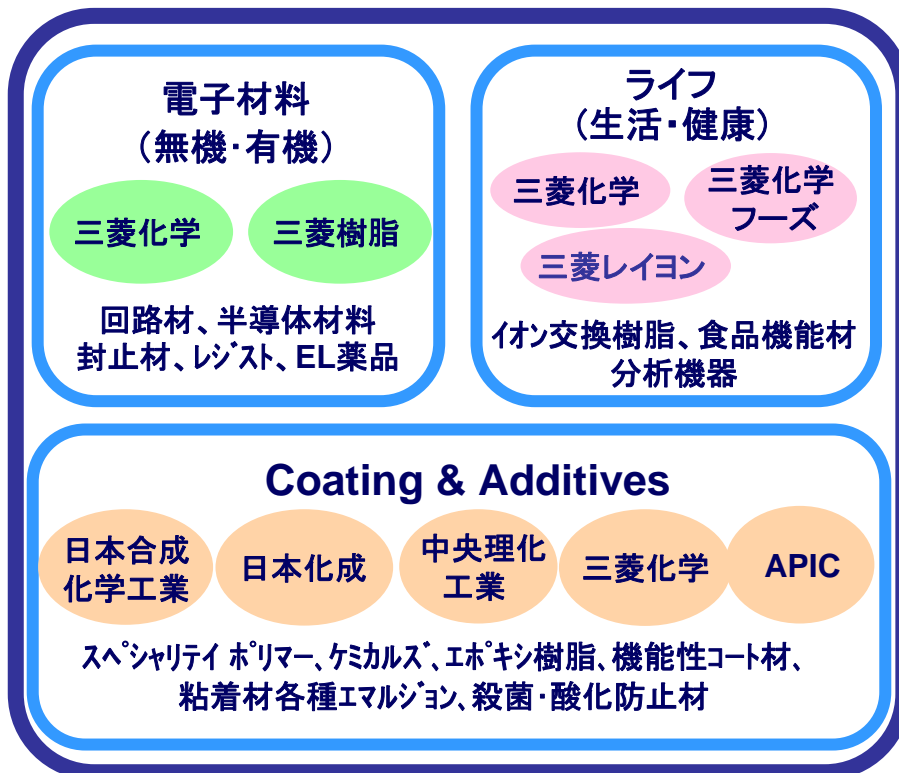 電子材料
（無機・有機）
三菱化学
三菱樹脂
回路材、半導体材料
封止材、ﾚｼﾞｽﾄ、EL薬品
ライフ
（生活・健康）
三菱化学
三菱化学
フーズ
三菱レイヨン
ｲｵﾝ交換樹脂、食品機能材
分析機器
Coating & Additives
日本合成
化学工業
日本化成
中央理化
工業
三菱化学
APIC
ｽﾍﾟｼｬﾘﾃｲ ﾎﾟﾘﾏｰ、ｹﾐｶﾙｽﾞ、ｴﾎﾟｷｼ樹脂、機能性ｺｰﾄ材、
粘着材各種ｴﾏﾙｼﾞｮﾝ、殺菌・酸化防止材